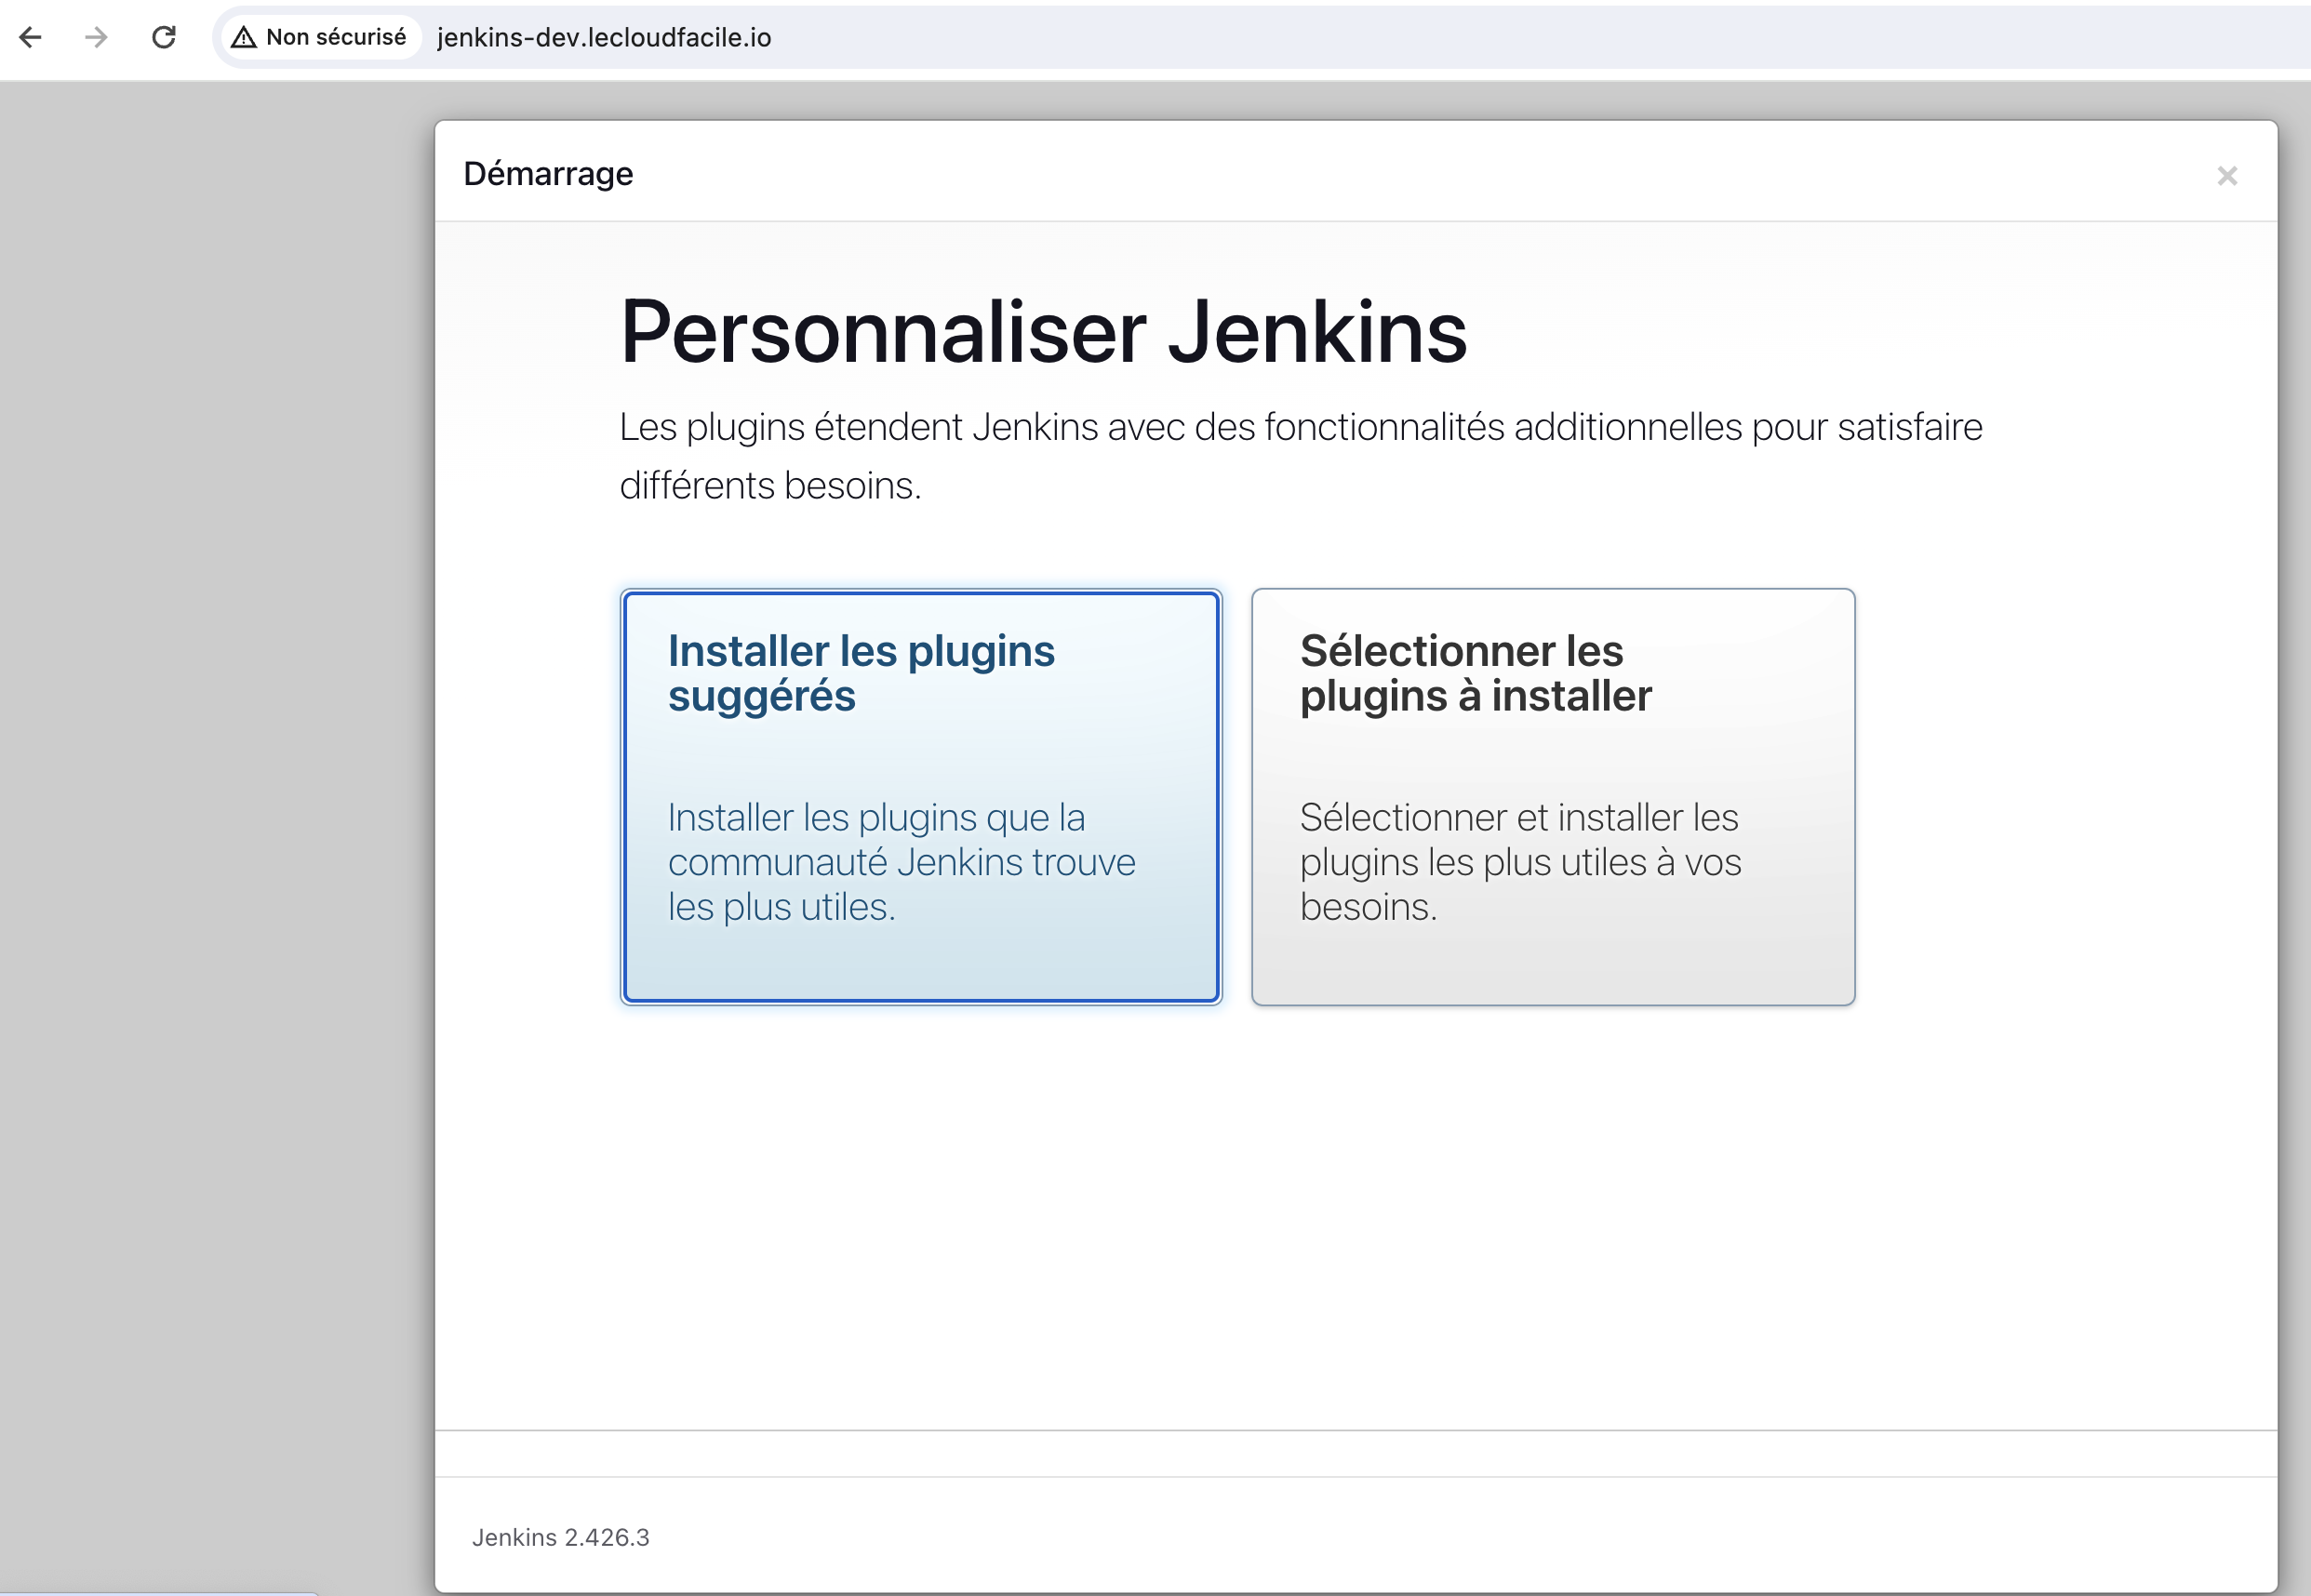 Non sécurisé jenkins-dev.lecloudfacile.io
Démarrage ×
Personnaliser Jenkins
Les plugins étendent Jenkins avec des fonctionnalités additionnelles pour satisfaire
différents besoins.
Installer les plugins
suggérés
Installer les plugins que la
communauté Jenkins trouve
les plus utiles.
Sélectionner les
plugins à installer
Sélectionner et installer les
plugins les plus utiles à vos
besoins.
Jenkins 2.426.3